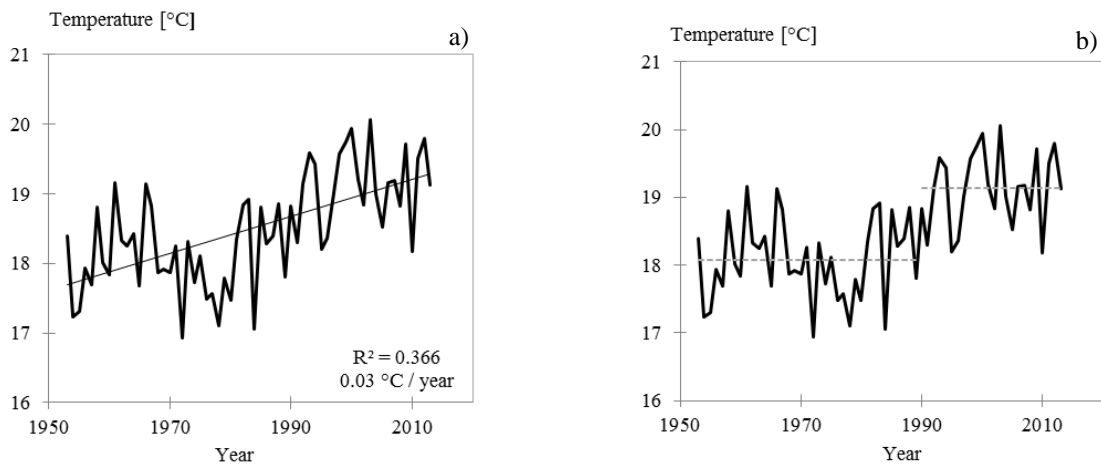 Temperature [°C]
a)
21
20
19
18
17
16
1950
1970
1990
2010
Year
R² = 0.366
0.03 °C / year
Temperature [°C]
b)
21
20
19
18
17
16
1950
1970
1990
2010
Year